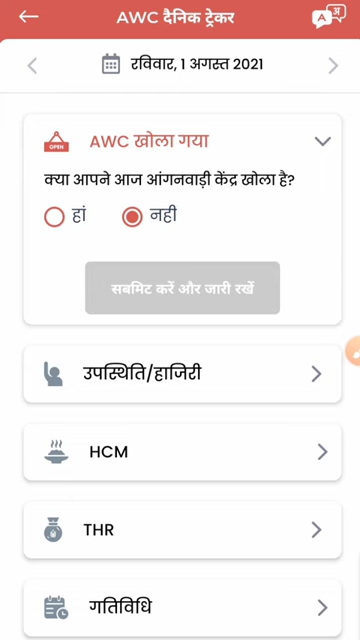 AWC दैनिक ट्रेकर
A अ
रविवार, 1 अगस्त 2021
OPEN
AWC खोला गया
क्या आपने आज आंगनवाड़ी केंद्र खोला है?
हां
नही
सबमिट करें और जारी रखें
उपस्थिति/हाजिरी
HCM
THR
गतिविधि